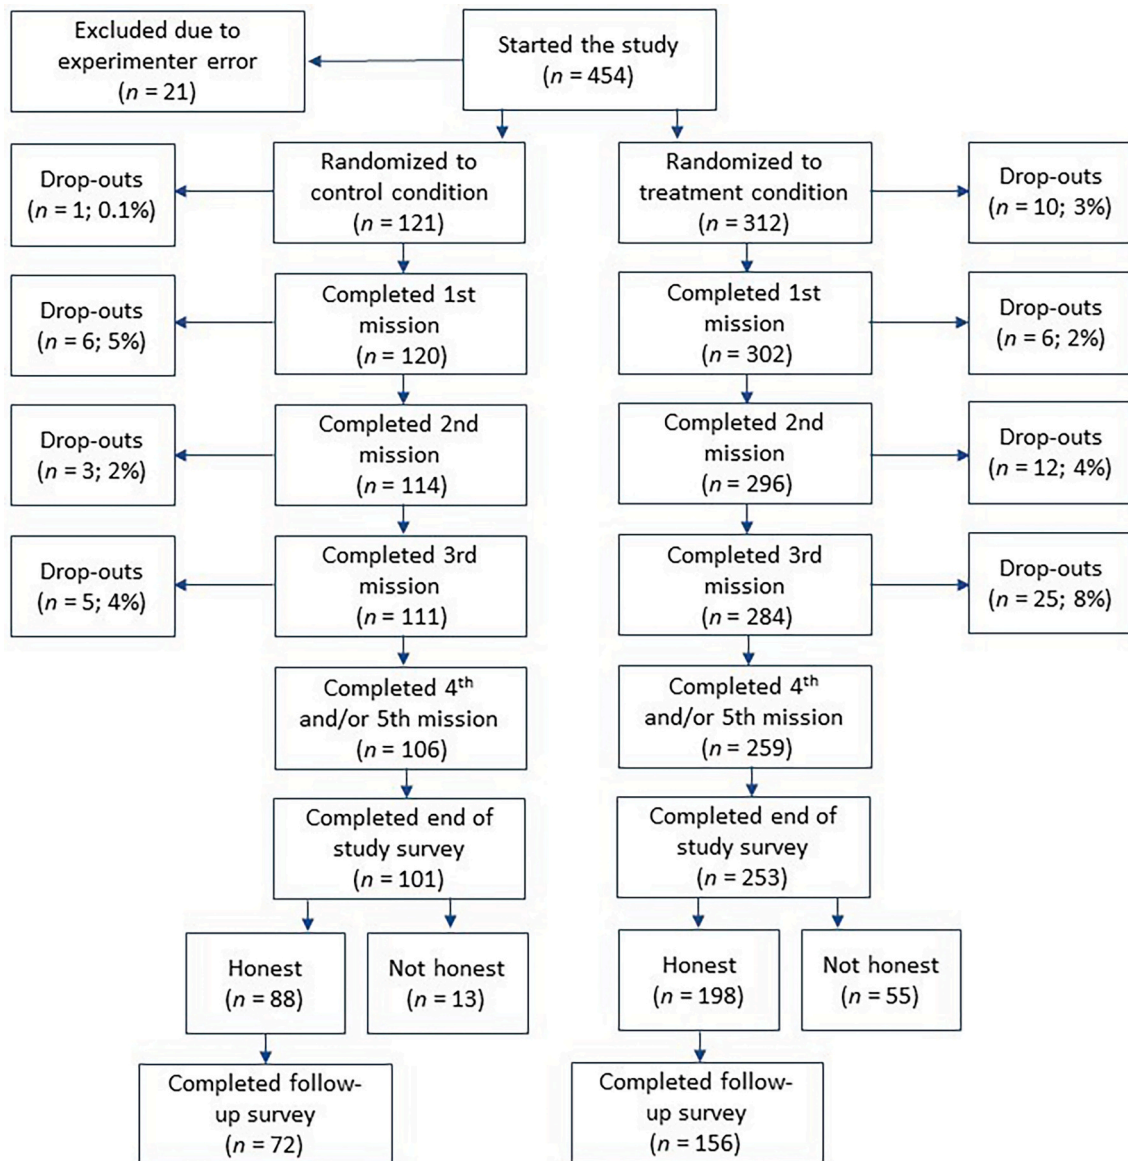 Excluded due to
experimenter error
(n = 21)
Started the study
(n = 454)
Drop-outs
(n = 1; 0.1%)
Randomized to
control condition
(n = 121)
Randomized to
treatment condition
(n = 312)
Drop-outs
(n = 10; 3%)
Drop-outs
(n = 6; 5%)
Completed 1st
mission
(n = 120)
Completed 1st
mission
(n = 302)
Drop-outs
(n = 6; 2%)
Drop-outs
(n = 3; 2%)
Completed 2nd
mission
(n = 114)
Completed 2nd
mission
(n = 296)
Drop-outs
(n = 12; 4%)
Drop-outs
(n = 5; 4%)
Completed 3rd
mission
(n = 111)
Completed 3rd
mission
(n = 284)
Drop-outs
(n = 25; 8%)
Completed 4th
and/or 5th mission
(n = 106)
Completed 4th
and/or 5th mission
(n = 259)
Completed end of
study survey
(n = 101)
Completed end of
study survey
(n = 253)
Honest
(n = 88)
Not honest
(n = 13)
Honest
(n = 198)
Not honest
(n = 55)
Completed follow-
up survey
(n = 72)
Completed follow-
up survey
(n = 156)